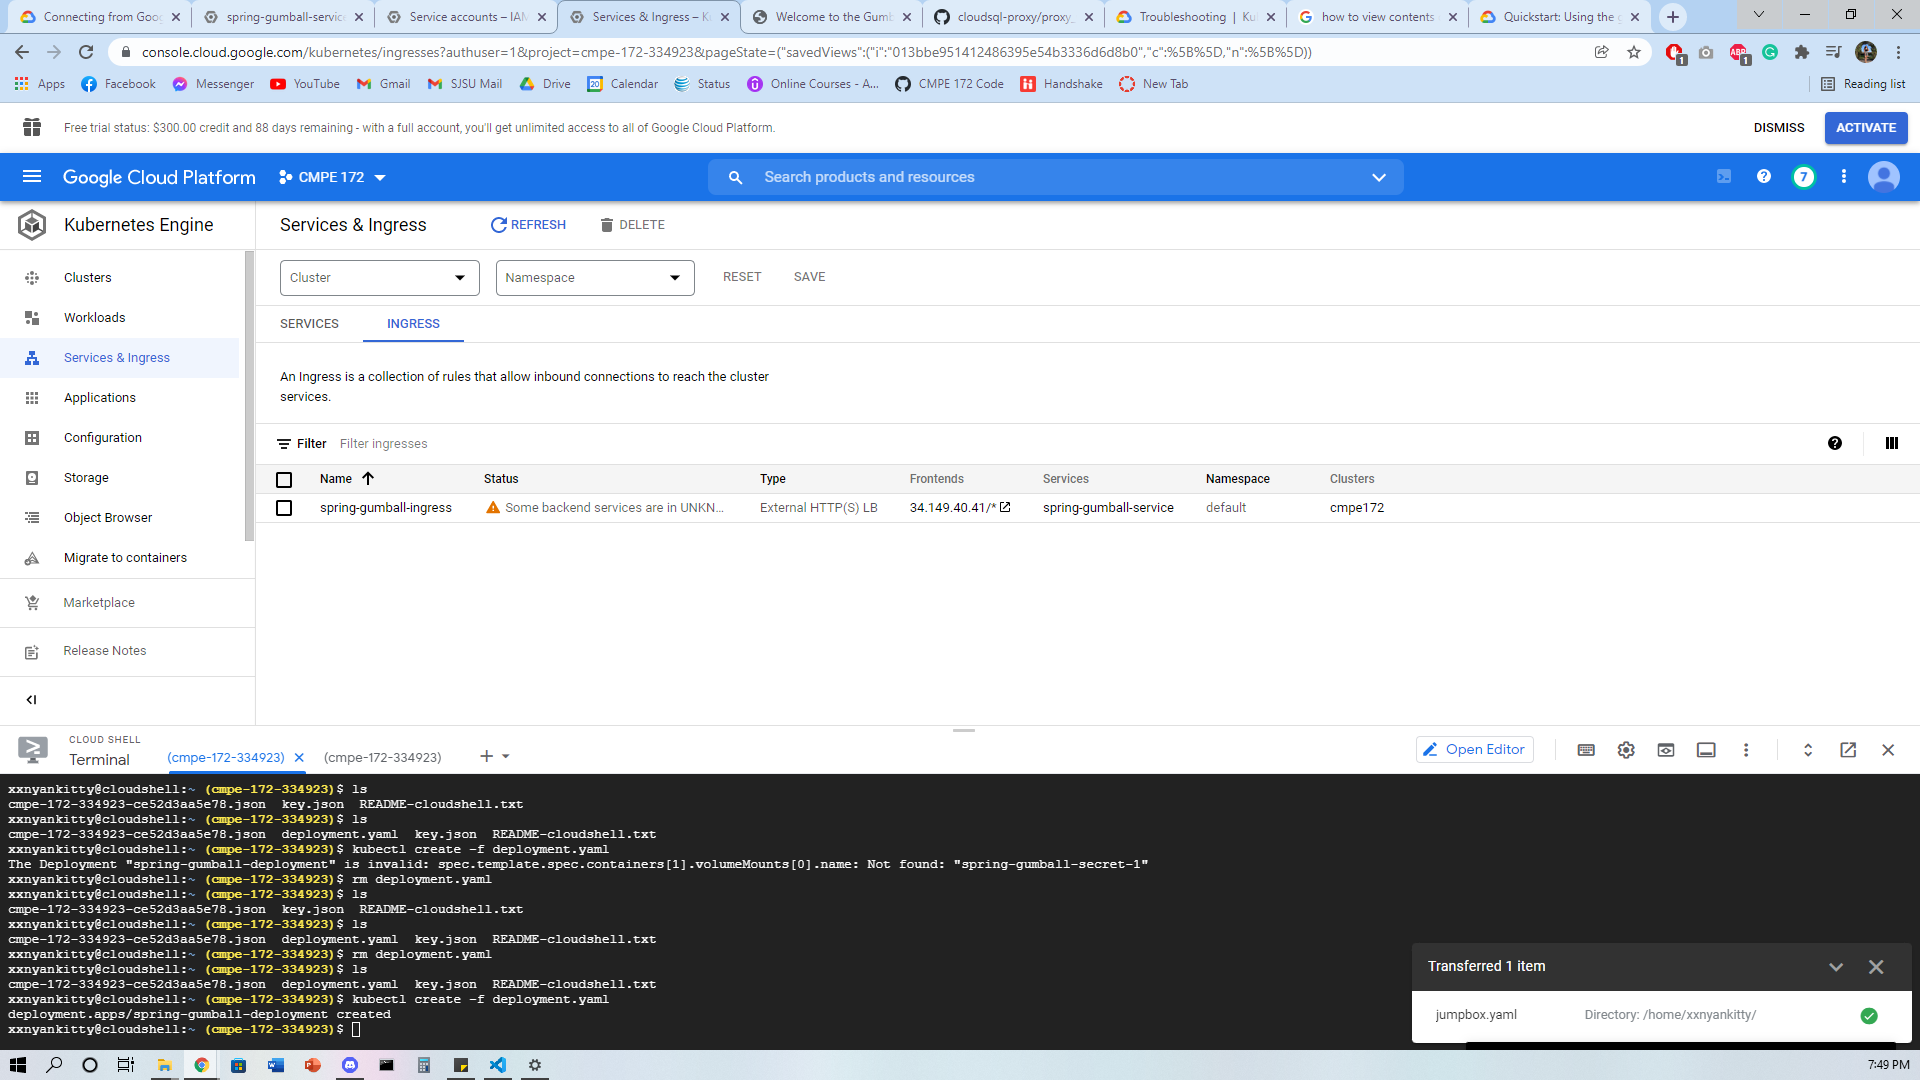 Connecting from Goo
spring-gumball-service
Service accounts – IAM
Services & Ingress – K
Welcome to the Gumb
cloudsql-proxy/proxy_
Troubleshooting | Ku
how to view contents
Quickstart: Using the g
console.cloud.google.com/kubernetes/ingresses?authuser=1&project=cmpe-172-334923&pageState=("savedViews":("i":"013bbe951412486395e54b3336d6d8b0","c":%5B%5D,"n":%5B%5D))
Apps
Facebook
Messenger
YouTube
Gmail
SJSU Mail
Drive
Calendar
Status
Online Courses - A...
CMPE 172 Code
Handshake
New Tab
Reading list
Free trial status: $300.00 credit and 88 days remaining - with a full account, you'll get unlimited access to all of Google Cloud Platform.
DISMISS
ACTIVATE
Google Cloud Platform
CMPE 172
Search products and resources
7
Kubernetes Engine
Services & Ingress
REFRESH
DELETE
Clusters
Workloads
Services & Ingress
Applications
Configuration
Storage
Object Browser
Migrate to containers
Marketplace
Release Notes
Cluster
Namespace
RESET
SAVE
SERVICES
INGRESS
An Ingress is a collection of rules that allow inbound connections to reach the cluster
services.
Filter Filter ingresses
Name Status Type Frontends Services Namespace Clusters
spring-gumball-ingress Some backend services are in UNKN... External HTTP(S) LB 34.149.40.41/* spring-gumball-service default cmpe172
CLOUD SHELL
Terminal
(cmpe-172-334923)
(cmpe-172-334923)
Open Editor
xxnyankitty@cloudshell:~ (cmpe-172-334923)$ ls
cmpe-172-334923-ce52d3aa5e78.json key.json README-cloudshell.txt
xxnyankitty@cloudshell:~ (cmpe-172-334923)$ ls
cmpe-172-334923-ce52d3aa5e78.json deployment.yaml key.json README-cloudshell.txt
xxnyankitty@cloudshell:~ (cmpe-172-334923)$ kubectl create -f deployment.yaml
The Deployment "spring-gumball-deployment" is invalid: spec.template.spec.containers[1].volumeMounts[0].name: Not found: "spring-gumball-secret-1"
xxnyankitty@cloudshell:~ (cmpe-172-334923)$ rm deployment.yaml
xxnyankitty@cloudshell:~ (cmpe-172-334923)$ ls
cmpe-172-334923-ce52d3aa5e78.json key.json README-cloudshell.txt
xxnyankitty@cloudshell:~ (cmpe-172-334923)$ ls
cmpe-172-334923-ce52d3aa5e78.json deployment.yaml key.json README-cloudshell.txt
xxnyankitty@cloudshell:~ (cmpe-172-334923)$ rm deployment.yaml
xxnyankitty@cloudshell:~ (cmpe-172-334923)$ ls
cmpe-172-334923-ce52d3aa5e78.json deployment.yaml key.json README-cloudshell.txt
xxnyankitty@cloudshell:~ (cmpe-172-334923)$ kubectl create -f deployment.yaml
deployment.apps/spring-gumball-deployment created
xxnyankitty@cloudshell:~ (cmpe-172-334923)$
Transferred 1 item
jumpbox.yaml Directory: /home/xxnyankitty/
7:49 PM